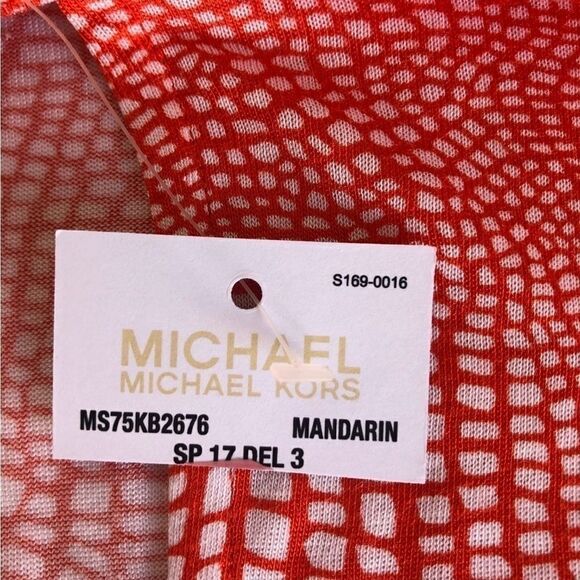 S169-0016
MICHAEL
MICHAEL KORS
MS75KB2676 MANDARIN
SP 17 DEL 3